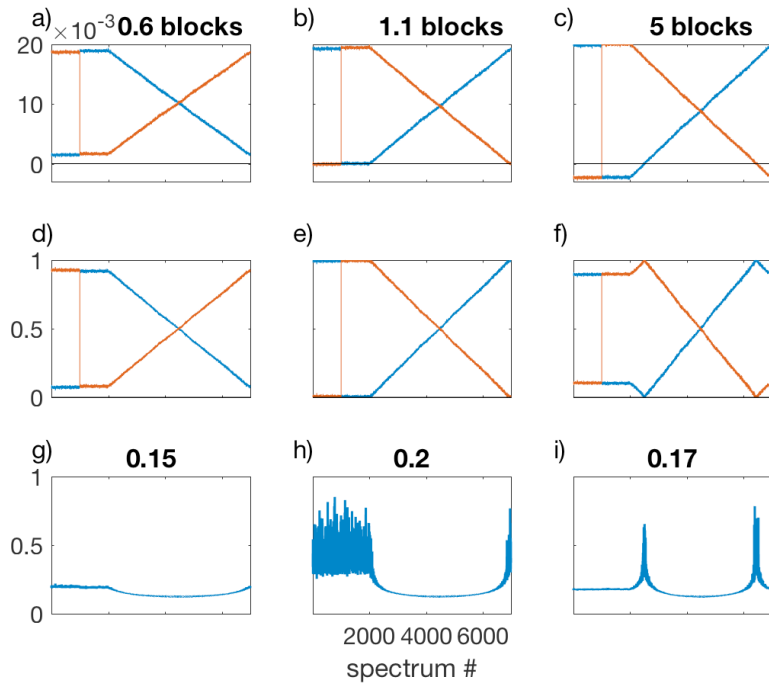 a) 0.6 blocks b) 1.1 blocks c) 5 blocks
20 ×10⁻³
10
0
d) e) f)
1
0.5
0
g) 0.15 h) 0.2 i) 0.17
1
0.5
0
2000 4000 6000
spectrum #